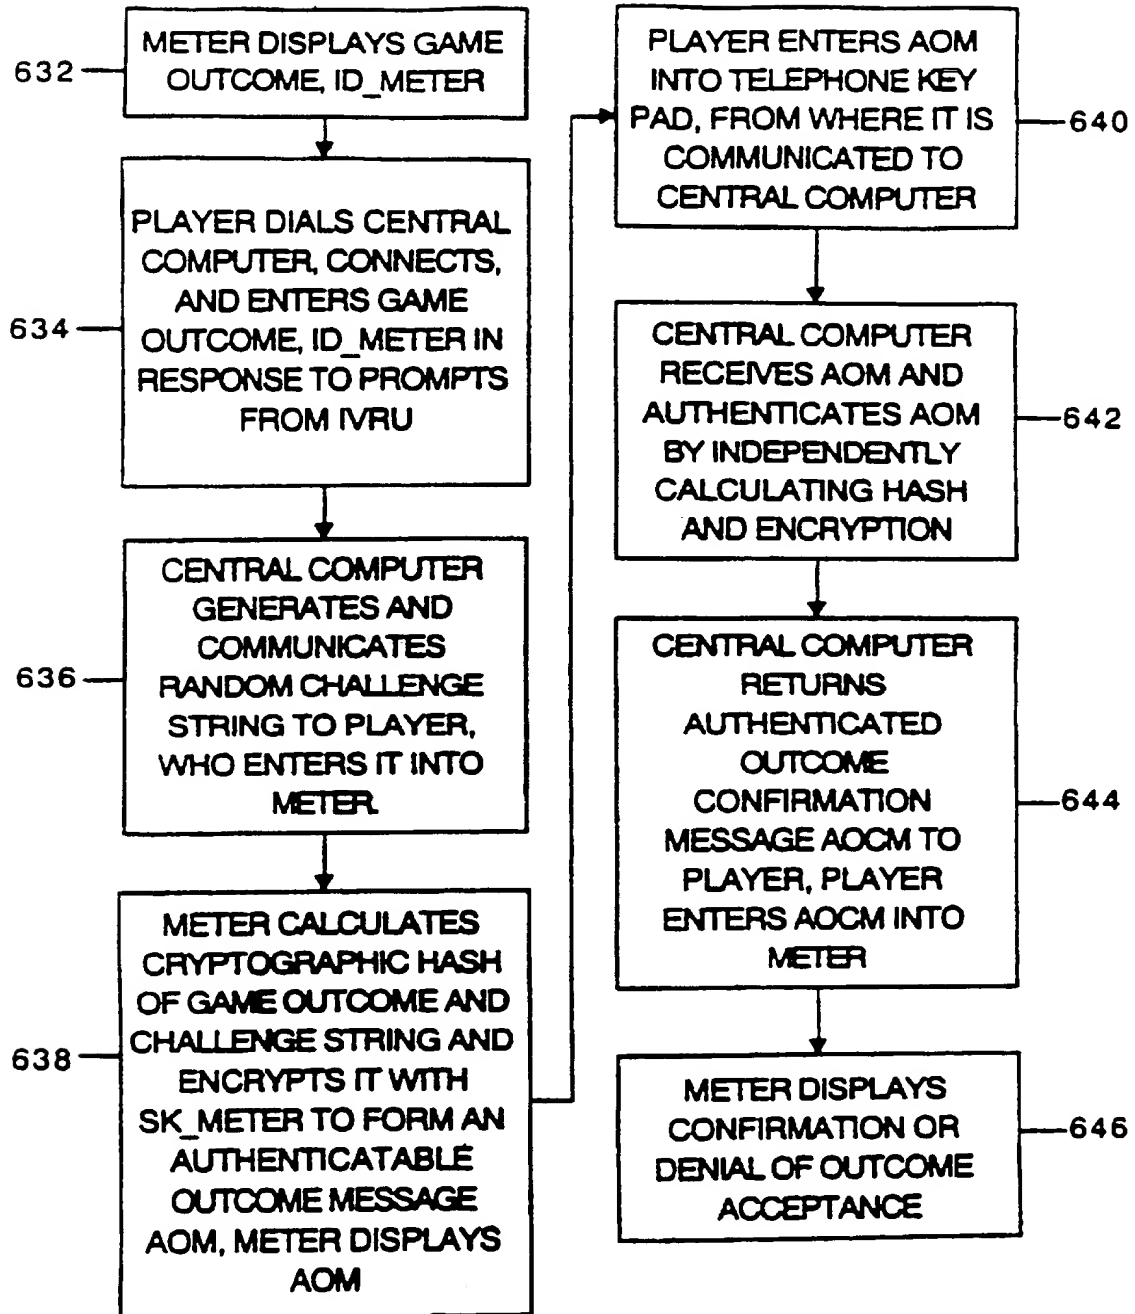 632
METER DISPLAYS GAME
OUTCOME, ID_METER
634
PLAYER DIALS CENTRAL
COMPUTER, CONNECTS,
AND ENTERS GAME
OUTCOME, ID_METER IN
RESPONSE TO PROMPTS
FROM IVRU
636
CENTRAL COMPUTER
GENERATES AND
COMMUNICATES
RANDOM CHALLENGE
STRING TO PLAYER,
WHO ENTERS IT INTO
METER.
638
METER CALCULATES
CRYPTOGRAPHIC HASH
OF GAME OUTCOME AND
CHALLENGE STRING AND
ENCRYPTS IT WITH
SK_METER TO FORM AN
AUTHENTICATABLE
OUTCOME MESSAGE
AOM, METER DISPLAYS
AOM
PLAYER ENTERS AOM
INTO TELEPHONE KEY
PAD, FROM WHERE IT IS
COMMUNICATED TO
CENTRAL COMPUTER
640
CENTRAL COMPUTER
RECEIVES AOM AND
AUTHENTICATES AOM
BY INDEPENDENTLY
CALCULATING HASH
AND ENCRYPTION
642
CENTRAL COMPUTER
RETURNS
AUTHENTICATED
OUTCOME
CONFIRMATION
MESSAGE AOCM TO
PLAYER, PLAYER
ENTERS AOCM INTO
METER
644
METER DISPLAYS
CONFIRMATION OR
DENIAL OF OUTCOME
ACCEPTANCE
646